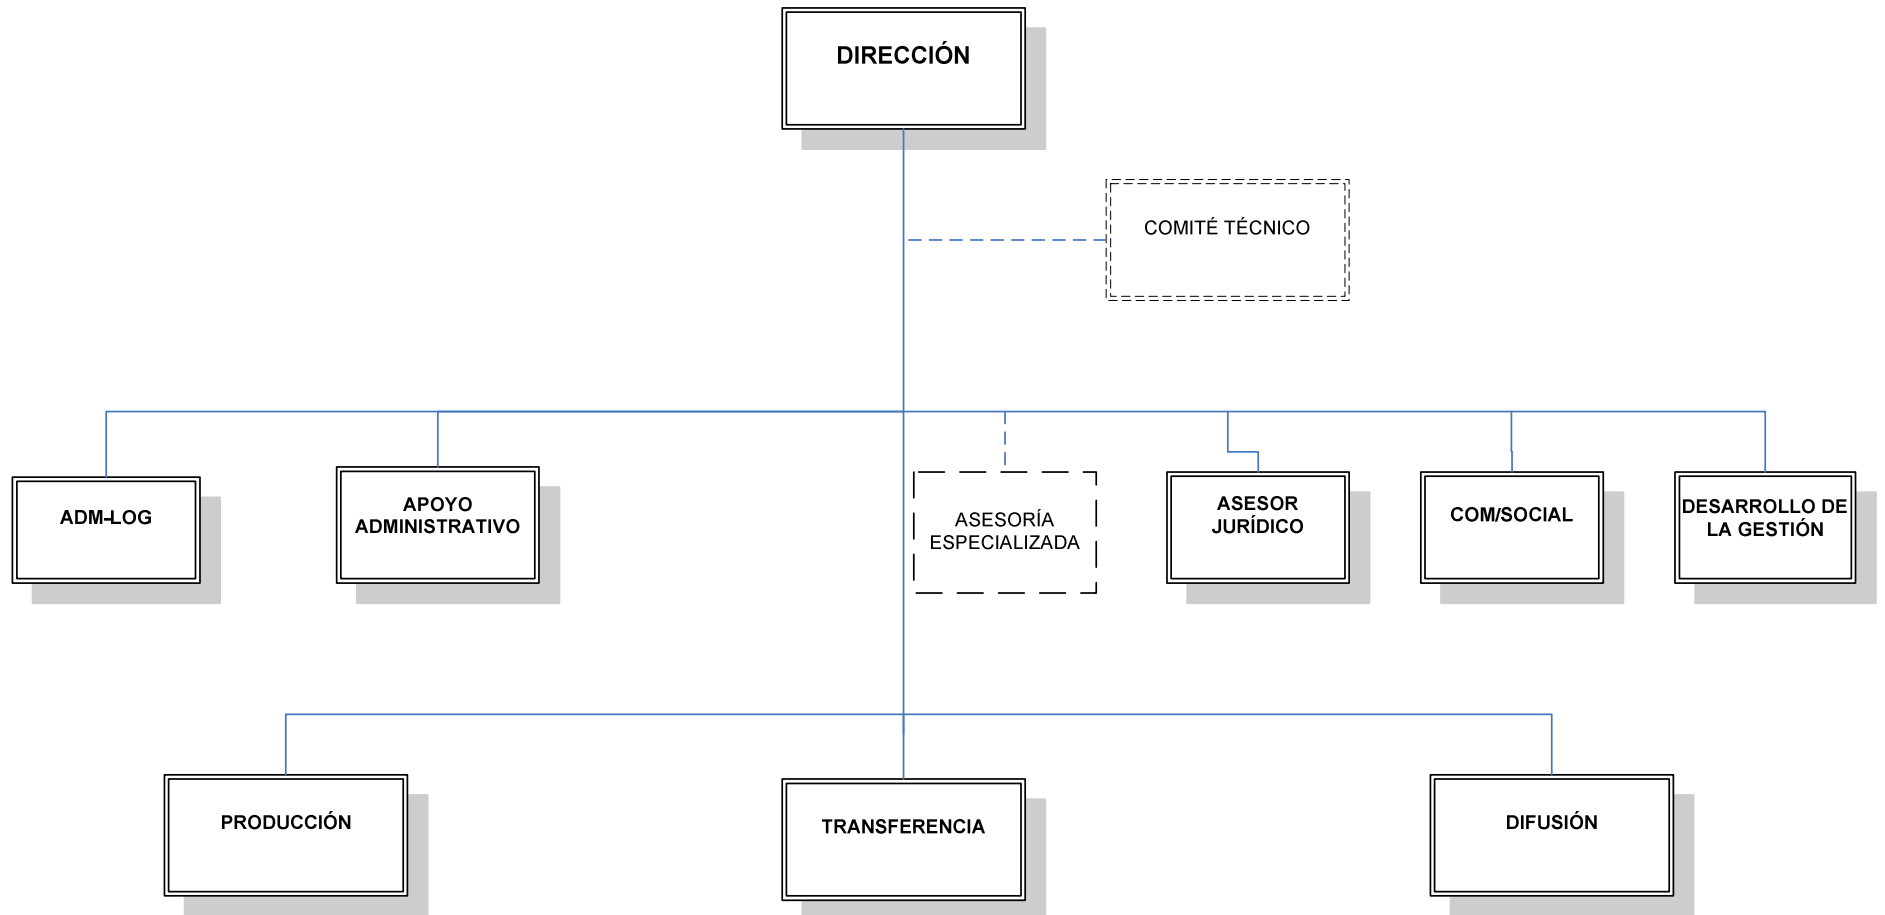 DIRECCIÓN
COMITÉ TÉCNICO
ADM-LOG
APOYO
ADMINISTRATIVO
ASESORÍA
ESPECIALIZADA
ASESOR
JURÍDICO
COM/SOCIAL
DESARROLLO DE
LA GESTIÓN
PRODUCCIÓN
TRANSFERENCIA
DIFUSIÓN